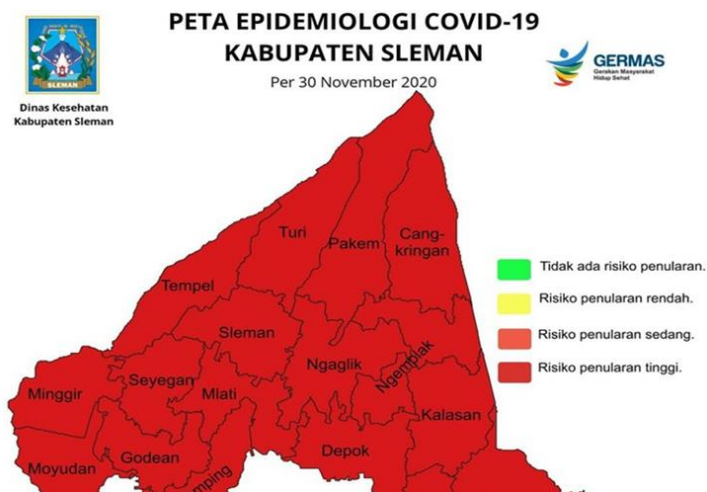 PETA EPIDEMIOLOGI COVID-19
KABUPATEN SLEMAN
Per 30 November 2020
SLEMAN
Dinas Kesehatan
Kabupaten Sleman
GERMAS
Gerakan Masyarakat
Hidup Sehat
Turi
Pakem
Cang-
kringan
Tempel
Sleman
Ngaglik
Ngemplak
Minggir
Seyegan
Mlati
Kalasan
Moyudan
Godean
mping
Depok
Tidak ada risiko penularan.
Risiko penularan rendah.
Risiko penularan sedang.
Risiko penularan tinggi.